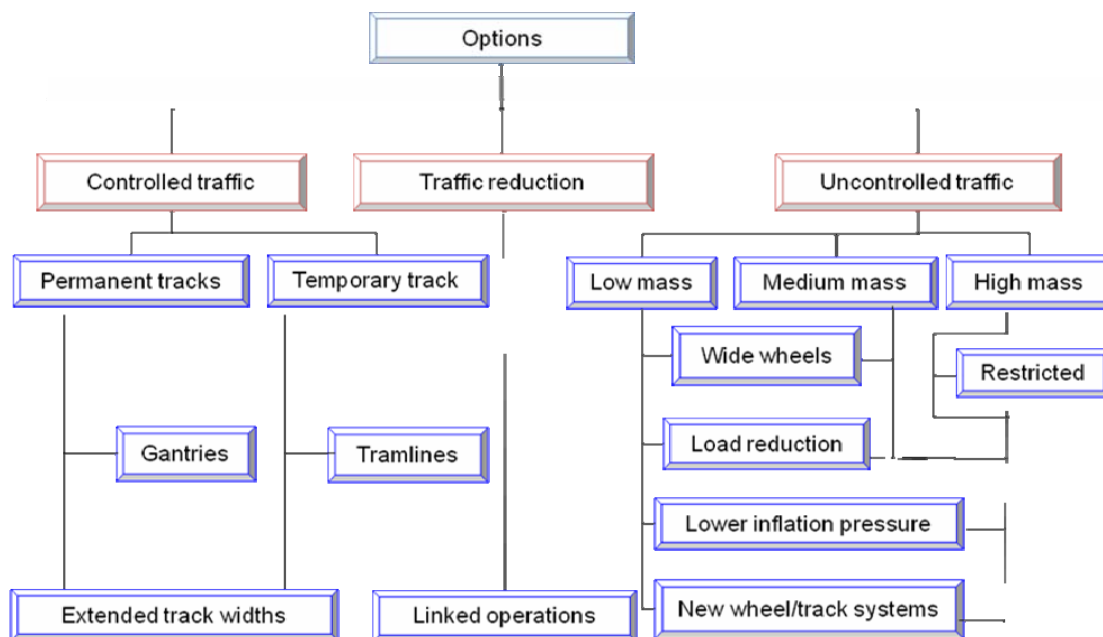 Options
Controlled traffic
Traffic reduction
Uncontrolled traffic
Permanent tracks
Temporary track
Low mass
Medium mass
High mass
Wide wheels
Restricted
Gantries
Tramlines
Load reduction
Lower inflation pressure
Extended track widths
Linked operations
New wheel/track systems